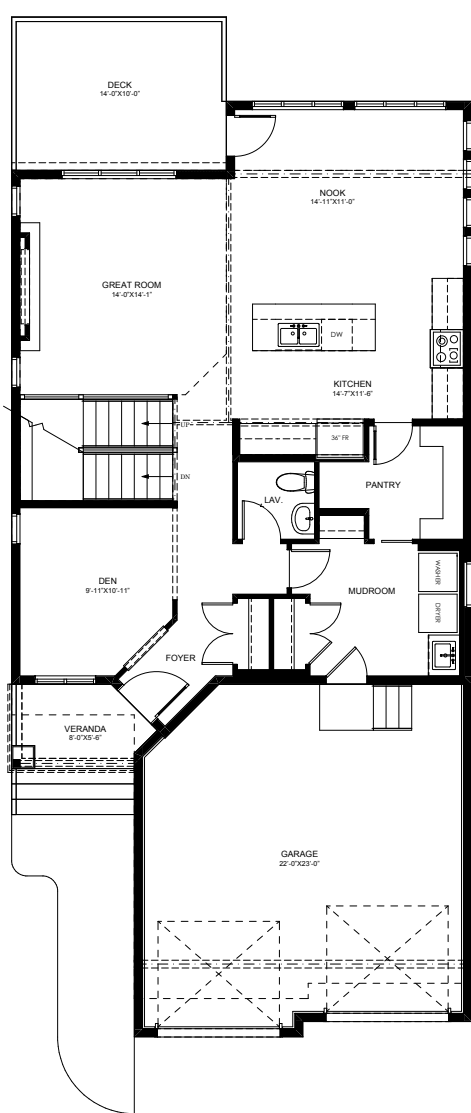 DECK
14'-0"X10'-0"
NOOK
14'-11"X11'-0"
GREAT ROOM
14'-0"X14'-1"
DW
KITCHEN
14'-7"X11'-6"
UP
36" FR
DN
LAV.
PANTRY
DEN
9'-11"X10'-11"
WASHER
MUDROOM
DRYER
FOYER
VERANDA
8'-0"X5'-6"
GARAGE
22'-0"X23'-0"